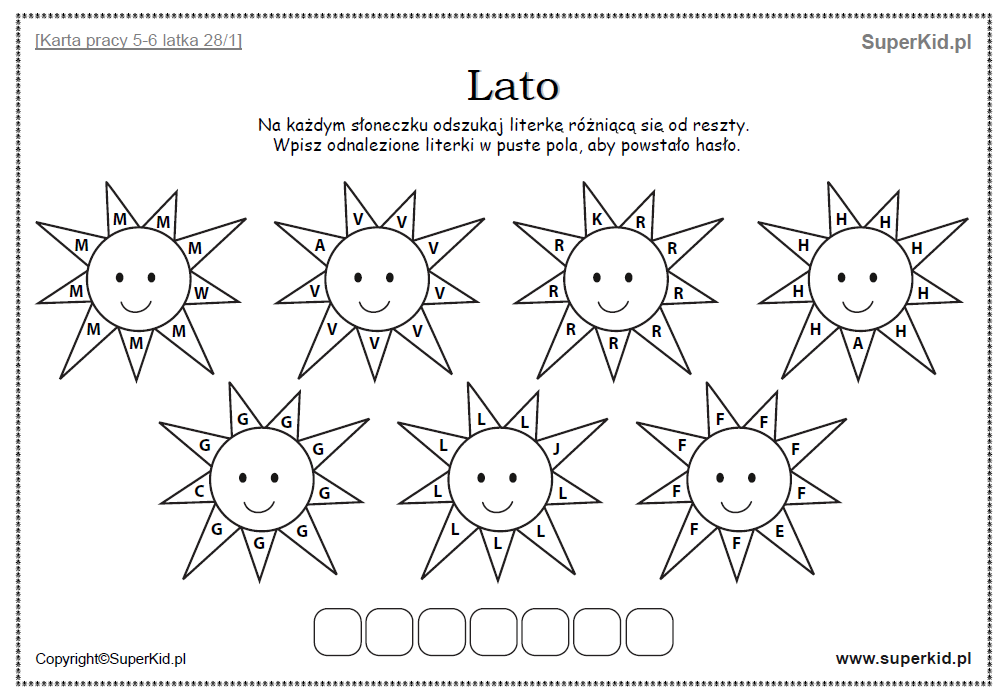 [Karta pracy 5-6 latka 28/1]
SuperKid.pl
Lato
Na każdym słoneczku odszukaj literkę różniącą się od reszty.
Wpisz odnalezione literki w puste pola, aby powstało hasło.
M M M M W M M M M
V V V V V V V V A
K R R R R R R R R
H H H H H A H H H
G G G G G G G C G
L L J L L L L L L
F F F F E F F F F
Copyright©SuperKid.pl
www.superkid.pl